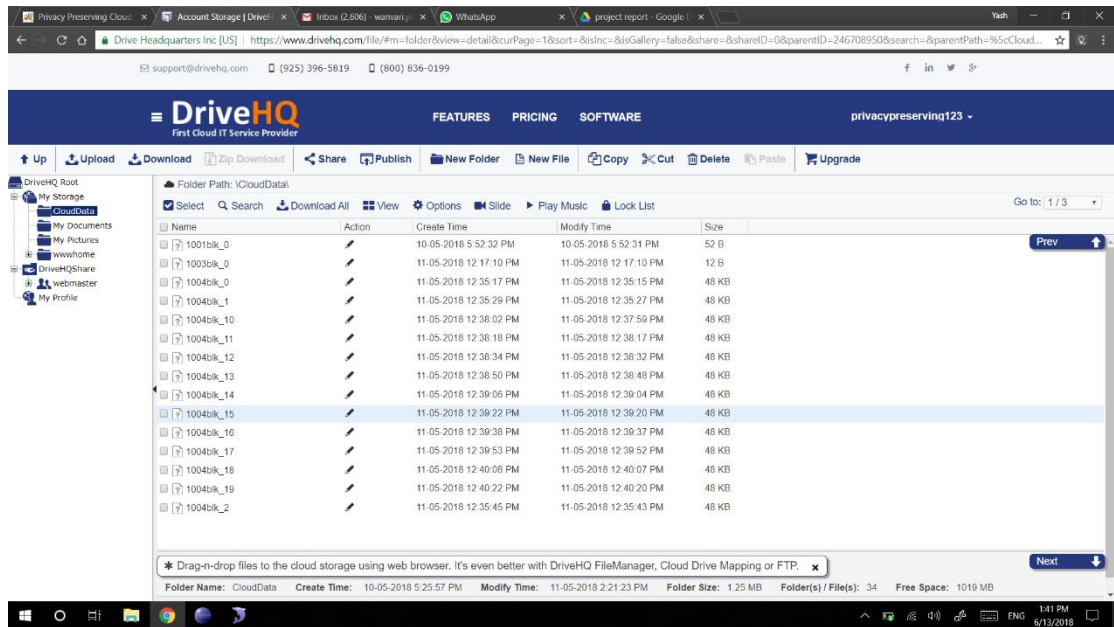 Privacy Preserving Cloud × Account Storage | DriveH × Inbox (2,606) - wanvari.y × WhatsApp × project report - Google × Yash
Drive Headquarters Inc [US] | https://www.drivehq.com/file/#m=folder&view=detail&curPage=1&sort=&isInc=&isGallery=false&share=&shareID=0&parentID=246708950&search=&parentPath=%5cCloud...
support@drivehq.com (925) 396-5819 (800) 836-0199
DriveHQ FEATURES PRICING SOFTWARE privacypreserving123
First Cloud IT Service Provider
Up Upload Download Zip Download Share Publish New Folder New File Copy Cut Delete Paste Upgrade
DriveHQ Root
My Storage
CloudData
My Documents
My Pictures
wwwhome
DriveHQShare
webmaster
My Profile
Folder Path: \CloudData\
Select Search Download All View Options Slide Play Music Lock List Go to: 1 / 3
Name Action Create Time Modify Time Size
Prev
1001blk_0 10-05-2018 5:52:32 PM 10-05-2018 5:52:31 PM 52 B
1003blk_0 11-05-2018 12:17:10 PM 11-05-2018 12:17:10 PM 12 B
1004blk_0 11-05-2018 12:35:17 PM 11-05-2018 12:35:15 PM 48 KB
1004blk_1 11-05-2018 12:35:29 PM 11-05-2018 12:35:27 PM 48 KB
1004blk_10 11-05-2018 12:38:02 PM 11-05-2018 12:37:59 PM 48 KB
1004blk_11 11-05-2018 12:38:18 PM 11-05-2018 12:38:17 PM 48 KB
1004blk_12 11-05-2018 12:38:34 PM 11-05-2018 12:38:32 PM 48 KB
1004blk_13 11-05-2018 12:38:50 PM 11-05-2018 12:38:48 PM 48 KB
1004blk_14 11-05-2018 12:39:06 PM 11-05-2018 12:39:04 PM 48 KB
1004blk_15 11-05-2018 12:39:22 PM 11-05-2018 12:39:20 PM 48 KB
1004blk_16 11-05-2018 12:39:38 PM 11-05-2018 12:39:37 PM 48 KB
1004blk_17 11-05-2018 12:39:53 PM 11-05-2018 12:39:52 PM 48 KB
1004blk_18 11-05-2018 12:40:08 PM 11-05-2018 12:40:07 PM 48 KB
1004blk_19 11-05-2018 12:40:22 PM 11-05-2018 12:40:20 PM 48 KB
1004blk_2 11-05-2018 12:35:45 PM 11-05-2018 12:35:43 PM 48 KB
✱ Drag-n-drop files to the cloud storage using web browser. It's even better with DriveHQ FileManager, Cloud Drive Mapping or FTP. ×
Next
Folder Name: CloudData Create Time: 10-05-2018 5:25:57 PM Modify Time: 11-05-2018 2:21:23 PM Folder Size: 1.25 MB Folder(s) / File(s): 34 Free Space: 1019 MB
ENG 1:41 PM
6/13/2018